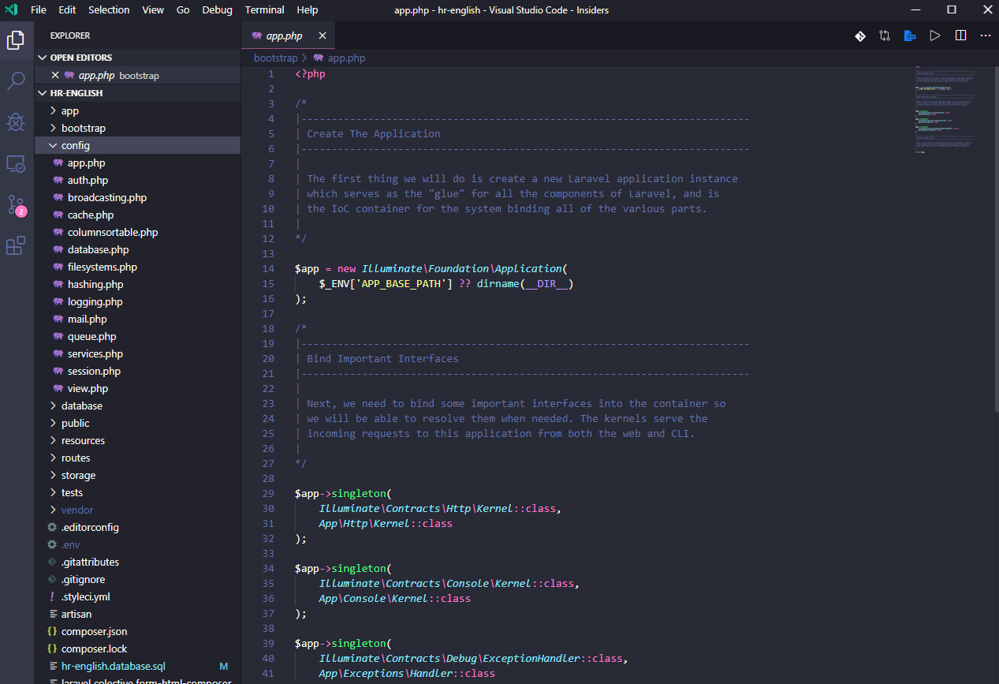 File Edit Selection View Go Debug Terminal Help app.php - hr-english - Visual Studio Code - Insiders
EXPLORER
OPEN EDITORS
app.php bootstrap
HR-ENGLISH
app
bootstrap
config
app.php
auth.php
broadcasting.php
cache.php
columnsortable.php
database.php
filesystems.php
hashing.php
logging.php
mail.php
queue.php
services.php
session.php
view.php
database
public
resources
routes
storage
tests
vendor
.editorconfig
.env
.gitattributes
.gitignore
.styleci.yml
artisan
composer.json
composer.lock
hr-english.database.sql M
laravel colective form-html-composer
2
app.php
bootstrap > app.php
1 <?php
2
3 /*
4 |--------------------------------------------------------------------------
5 | Create The Application
6 |--------------------------------------------------------------------------
7 |
8 | The first thing we will do is create a new Laravel application instance
9 | which serves as the "glue" for all the components of Laravel, and is
10 | the IoC container for the system binding all of the various parts.
11 |
12 */
13
14 $app = new Illuminate\Foundation\Application(
15 $_ENV['APP_BASE_PATH'] ?? dirname(__DIR__)
16 );
17
18 /*
19 |--------------------------------------------------------------------------
20 | Bind Important Interfaces
21 |--------------------------------------------------------------------------
22 |
23 | Next, we need to bind some important interfaces into the container so
24 | we will be able to resolve them when needed. The kernels serve the
25 | incoming requests to this application from both the web and CLI.
26 |
27 */
28
29 $app->singleton(
30 Illuminate\Contracts\Http\Kernel::class,
31 App\Http\Kernel::class
32 );
33
34 $app->singleton(
35 Illuminate\Contracts\Console\Kernel::class,
36 App\Console\Kernel::class
37 );
38
39 $app->singleton(
40 Illuminate\Contracts\Debug\ExceptionHandler::class,
41 App\Exceptions\Handler::class